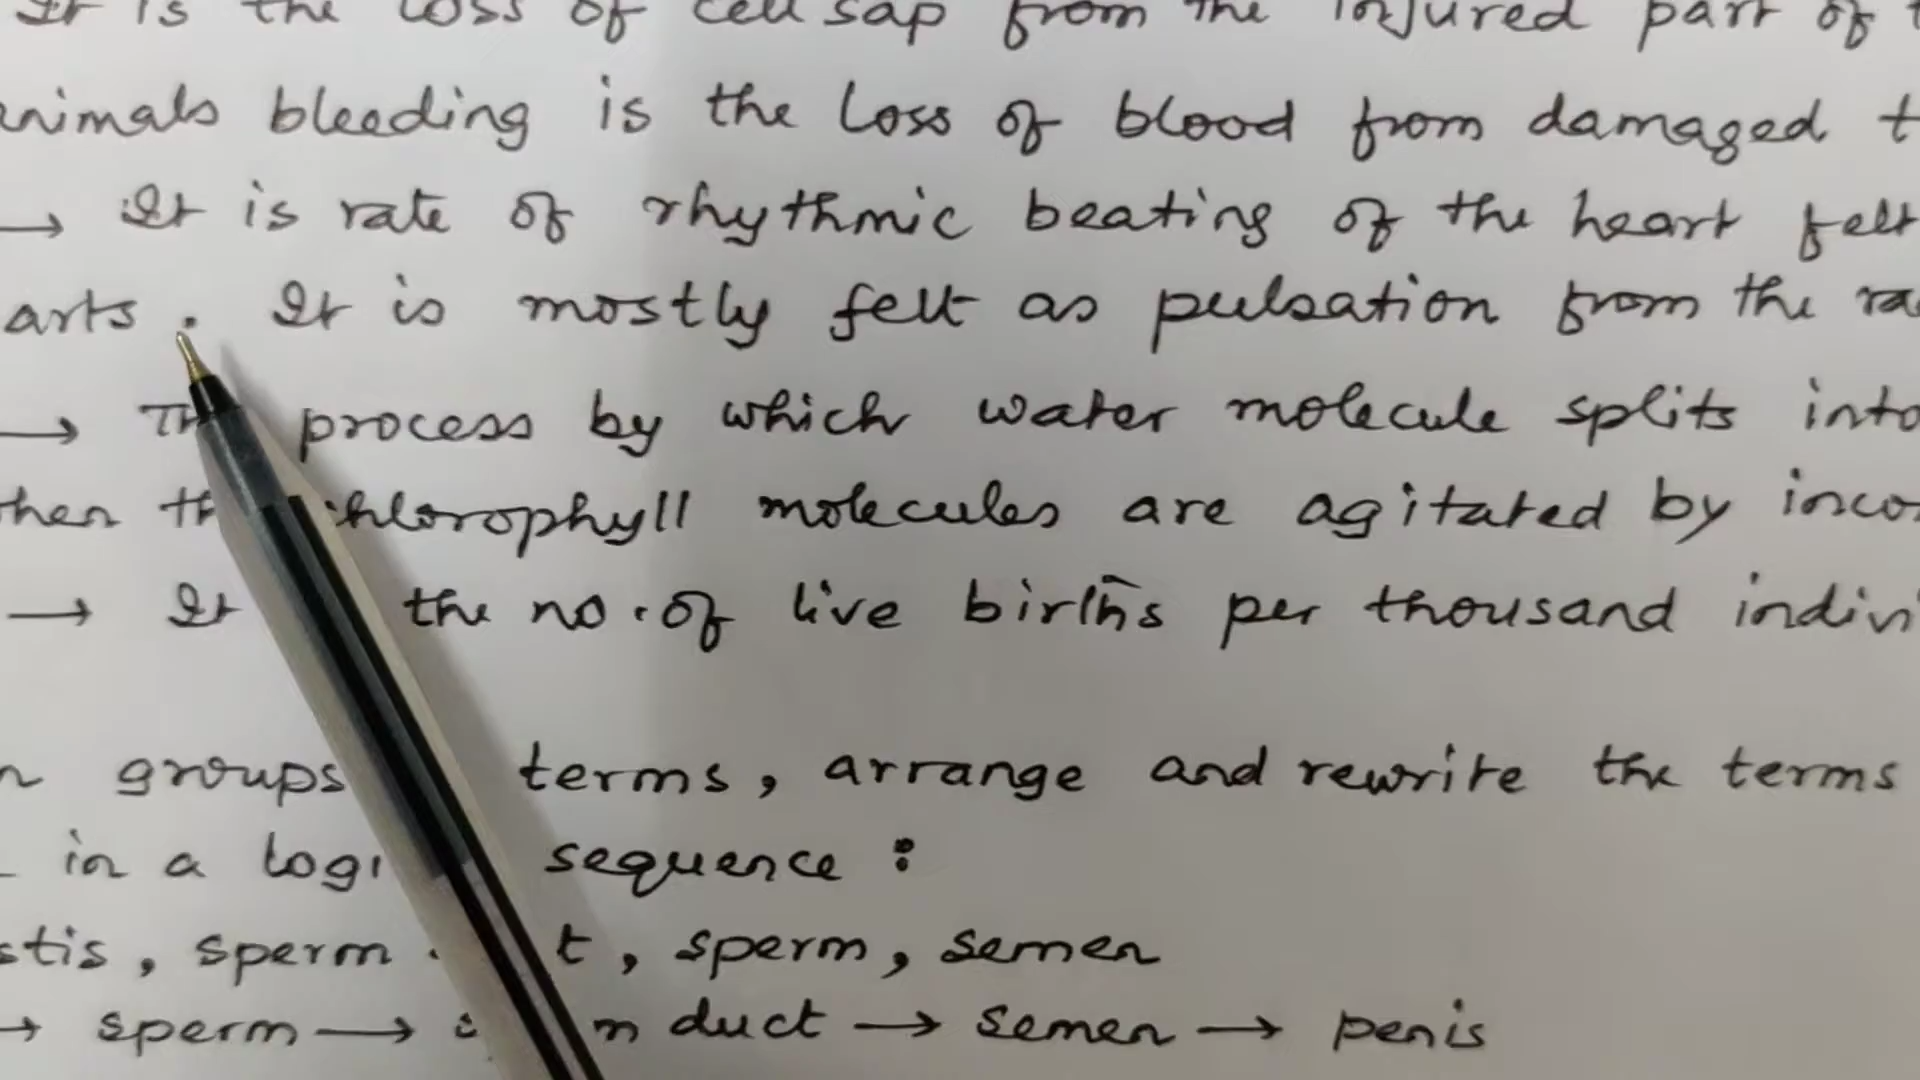 It is the loss of cell sap from the injured part of
animals bleeding is the loss of blood from damaged
→ It is rate of rhythmic beating of the heart felt
arts. It is mostly felt as pulsation from the
→ The process by which water molecule splits into
hen the chlorophyll molecules are agitated by
→ It the no. of live births per thousand
groups terms, arrange and rewrite the terms
in a logi sequence :
stis, sperm t, sperm, semen
→ sperm → duct → semen → penis